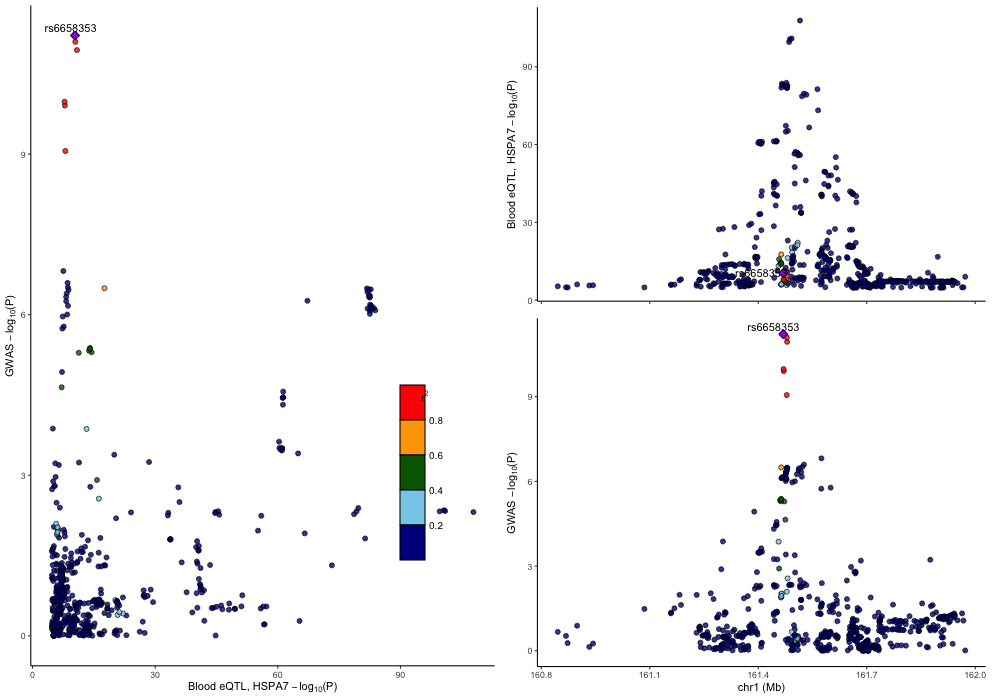 rs6658353
GWAS −log10(P)
9
6
3
0
0
30
60
90
Blood eQTL, HSPA7 −log10(P)
r2
0.8
0.6
0.4
0.2
Blood eQTL, HSPA7 −log10(P)
90
60
30
0
rs6658353
rs6658353
GWAS −log10(P)
9
6
3
0
160.8
161.1
161.4
161.7
162.0
chr1 (Mb)